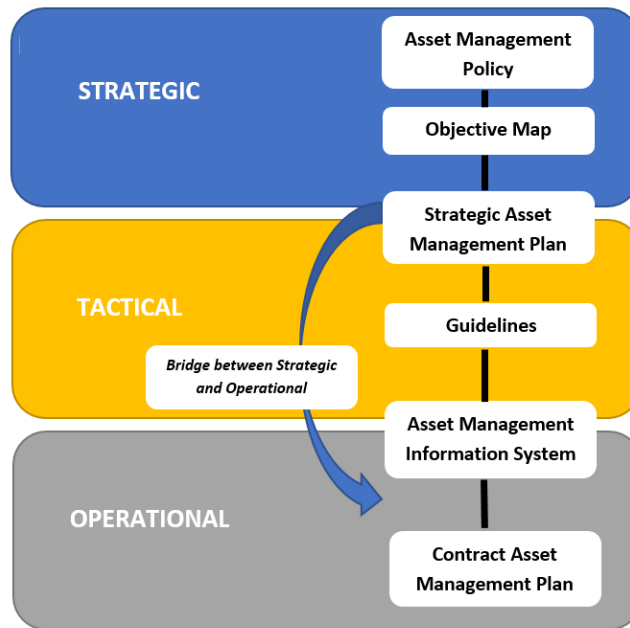 Asset Management
Policy
STRATEGIC
Objective Map
Strategic Asset
Management Plan
TACTICAL
Guidelines
Bridge between Strategic
and Operational
Asset Management
Information System
OPERATIONAL
Contract Asset
Management Plan